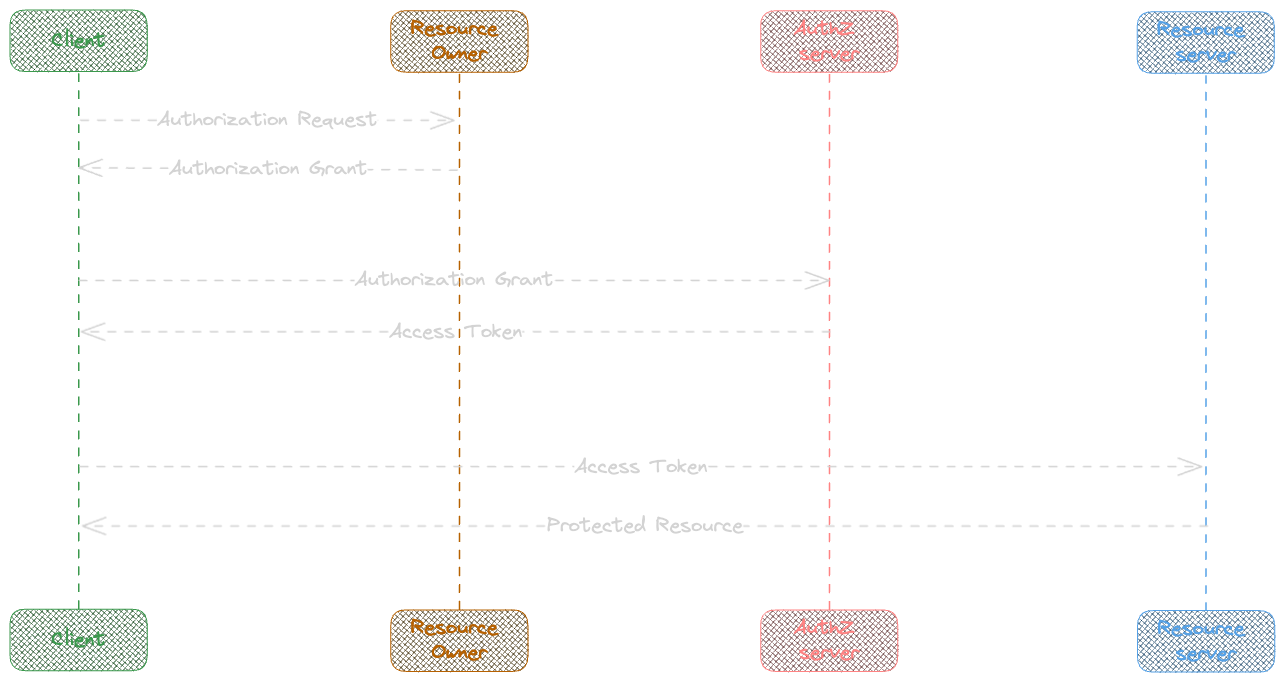 Client
Resource
Owner
AuthZ
server
Resource
server
Authorization Request
Authorization Grant
Authorization Grant
Access Token
Access Token
Protected Resource
Client
Resource
Owner
AuthZ
server
Resource
server